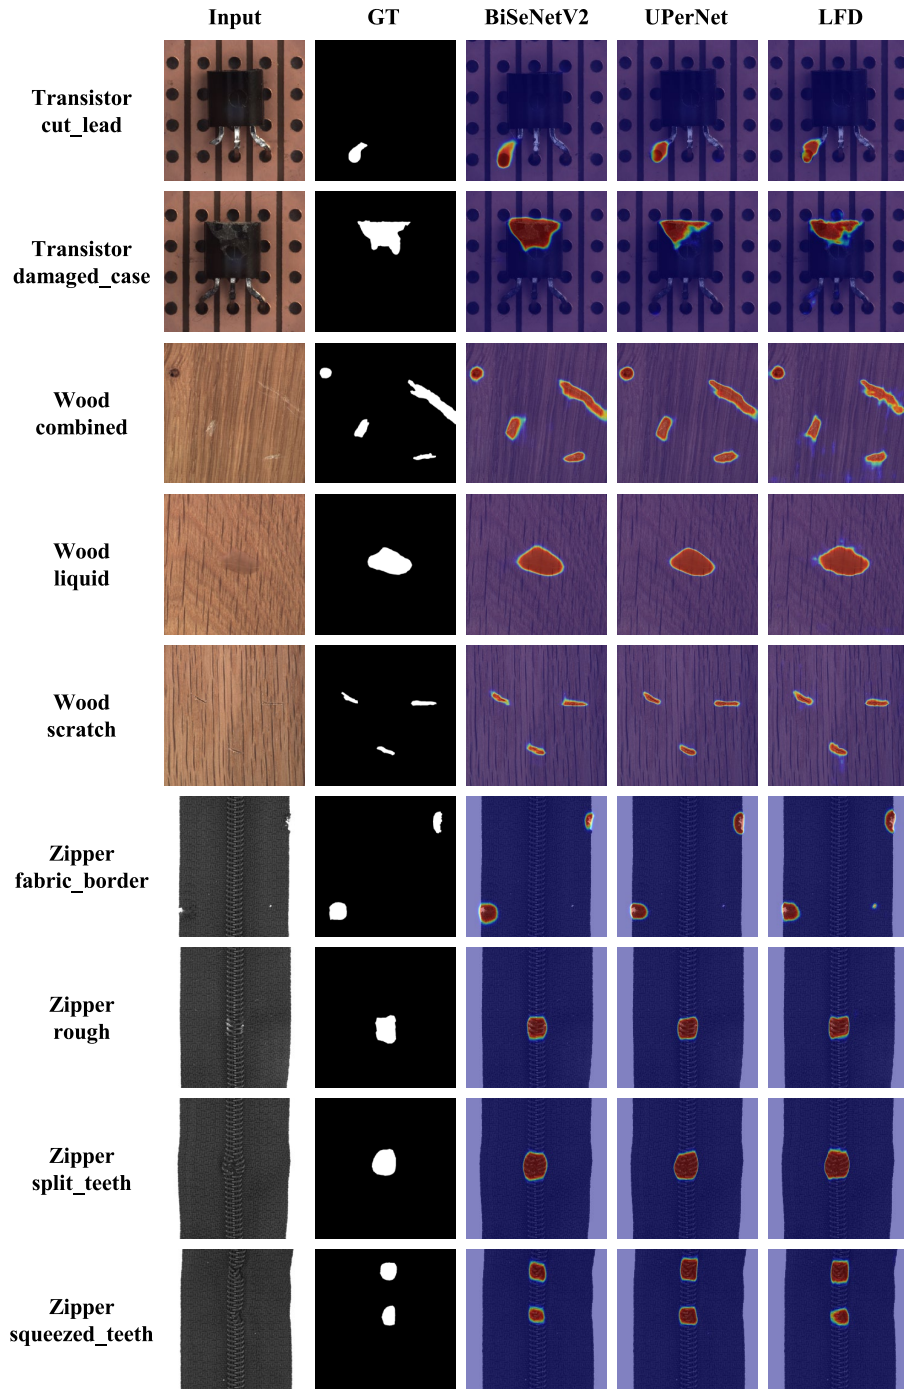 Input GT BiSeNetV2 UPerNet LFD
Transistor
cut_lead
Transistor
damaged_case
Wood
combined
Wood
liquid
Wood
scratch
Zipper
fabric_border
Zipper
rough
Zipper
split_teeth
Zipper
squeezed_teeth